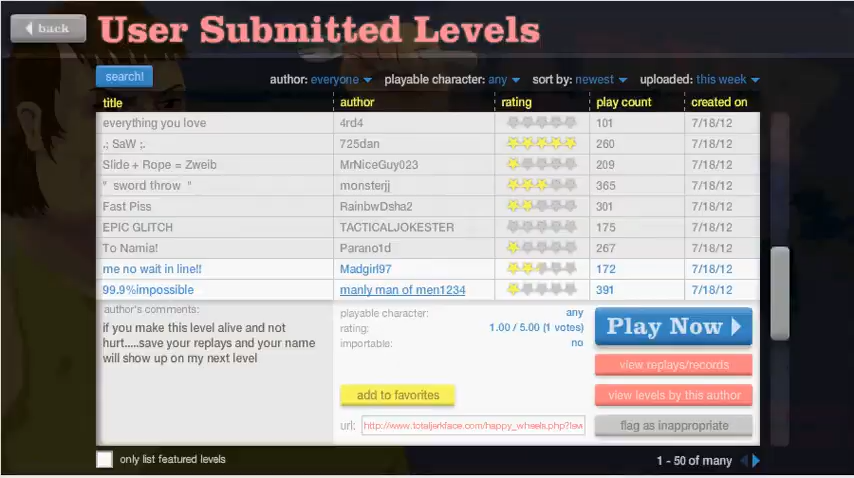 back
User Submitted Levels
search!
author: everyone playable character: any sort by: newest uploaded: this week
title author rating play count created on
everything you love 4rd4 101 7/18/12
.; SaW ;. 725dan 260 7/18/12
Slide + Rope = Zweib MrNiceGuy023 209 7/18/12
" sword throw " monsterjj 365 7/18/12
Fast Piss RainbwDsha2 301 7/18/12
EPIC GLITCH TACTICALJOKESTER 175 7/18/12
To Namia! Parano1d 267 7/18/12
me no wait in line!! Madgirl97 172 7/18/12
99.9%impossible manly man of men1234 391 7/18/12
author's comments:
if you make this level alive and not
hurt.....save your replays and your name
will show up on my next level
playable character: any
rating: 1.00 / 5.00 (1 votes)
importable: no
add to favorites
url: http://www.totaljerkface.com/happy_wheels.php?lev
Play Now
view replays/records
view levels by this author
flag as inappropriate
only list featured levels
1 - 50 of many